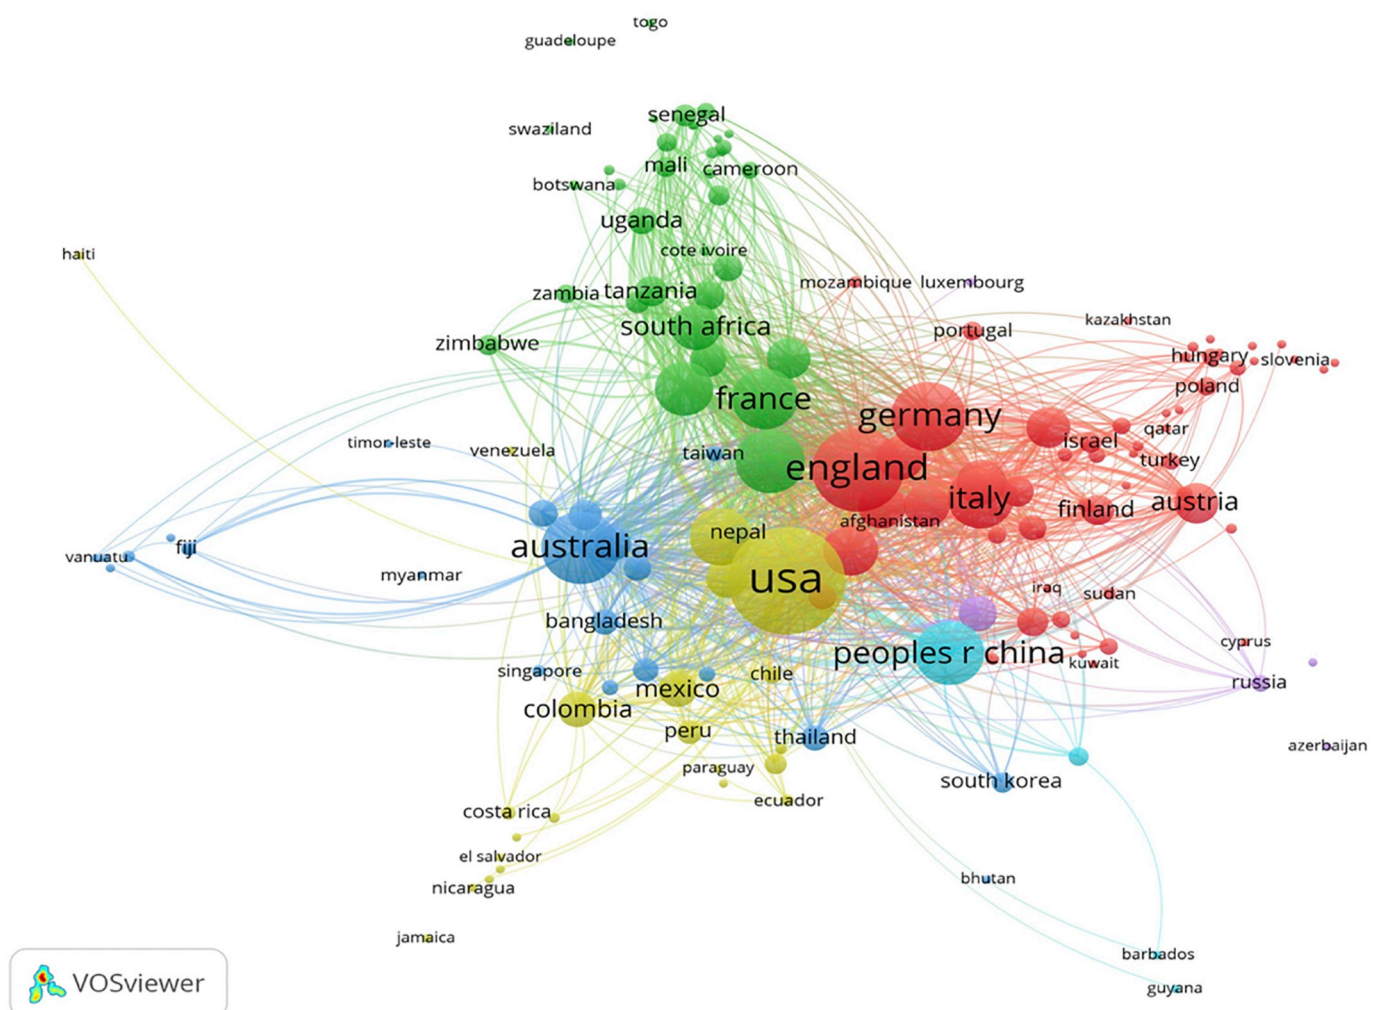 togo
guadeloupe
senegal
swaziland
mali
cameroon
botswana
uganda
cote ivoire
haiti
mozambique
luxembourg
zambia
tanzania
kazakhstan
south africa
portugal
zimbabwe
hungary
slovenia
poland
france
germany
qatar
timor-leste
venezuela
taiwan
israel
turkey
england
italy
austria
finland
afghanistan
nepal
australia
fiji
vanuatu
myanmar
usa
iraq
sudan
bangladesh
cyprus
peoples r china
kuwait
singapore
chile
russia
mexico
colombia
peru
thailand
azerbaijan
paraguay
south korea
ecuador
costa rica
el salvador
bhutan
nicaragua
jamaica
barbados
VOSviewer
guyana